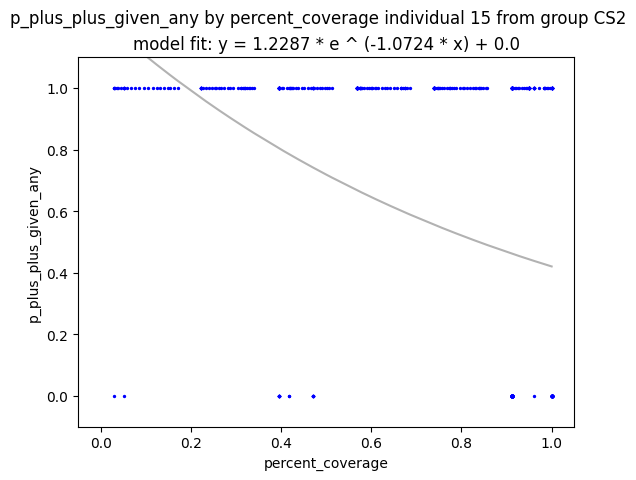 p_plus_plus_given_any by percent_coverage individual 15 from group CS2
model fit: y = 1.2287 * e ^ (-1.0724 * x) + 0.0
1.0
0.8
0.6
0.4
0.2
0.0
p_plus_plus_given_any
0.0 0.2 0.4 0.6 0.8 1.0
percent_coverage